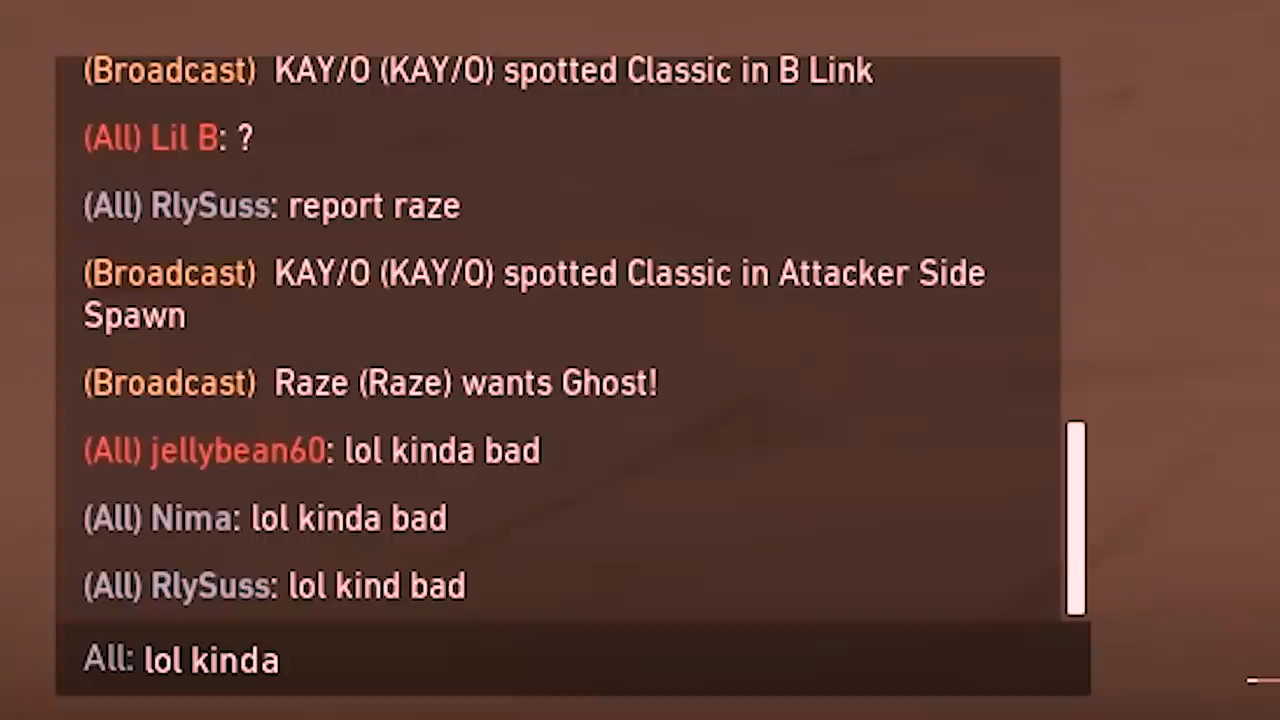 (Broadcast) KAY/O (KAY/O) spotted Classic in B Link
(All) Lil B: ?
(All) RlySuss: report raze
(Broadcast) KAY/O (KAY/O) spotted Classic in Attacker Side
Spawn
(Broadcast) Raze (Raze) wants Ghost!
(All) jellybean60: lol kinda bad
(All) Nima: lol kinda bad
(All) RlySuss: lol kind bad
All: lol kinda